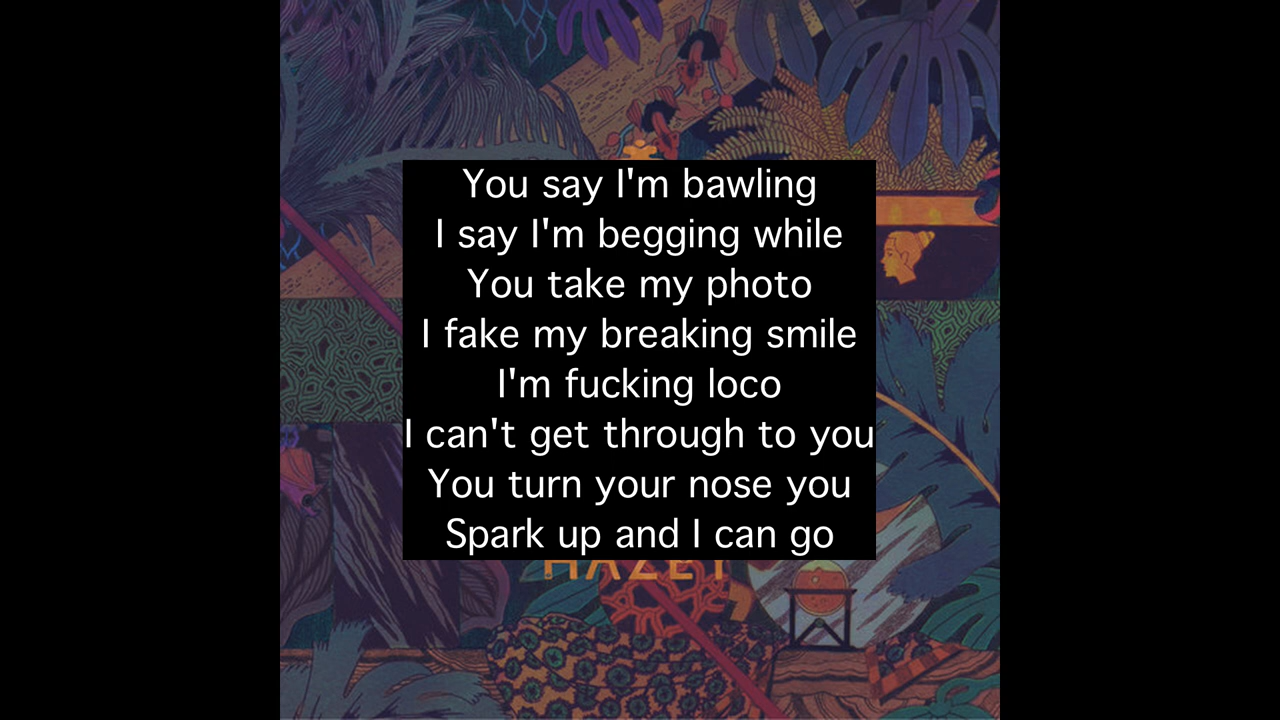 You say I'm bawling
I say I'm begging while
You take my photo
I fake my breaking smile
I'm fucking loco
I can't get through to you
You turn your nose you
Spark up and I can go